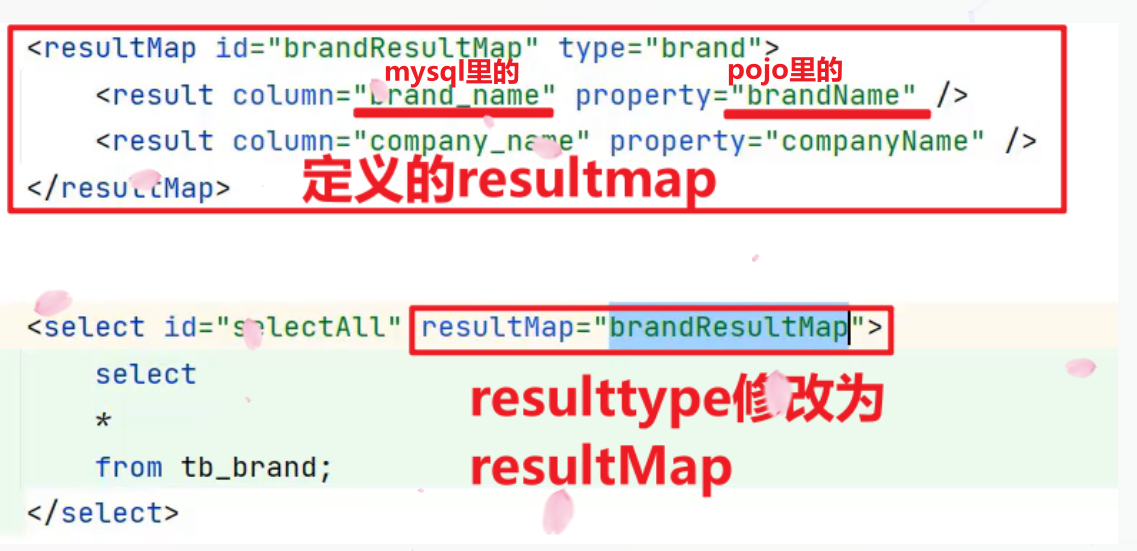 <resultMap id="brandResultMap" type="brand">
mysql里的
pojo里的
<result column="brand_name" property="brandName" />
<result column="company_name" property="companyName" />
</resultMap>
定义的resultmap
<select id="selectAll" resultMap="brandResultMap">
select
*
from tb_brand;
</select>
resulttype修改为
resultMap